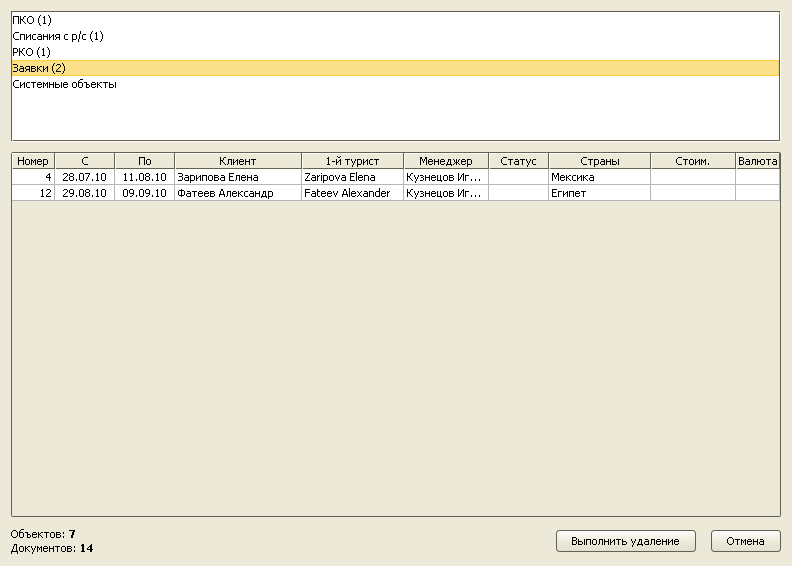 ПКО (1)
Списания с р/с (1)
РКО (1)
Заявки (2)
Системные объекты
Номер С По Клиент 1-й турист Менеджер Статус Страны Стоим. Валюта
4 28.07.10 11.08.10 Зарипова Елена Zaripova Elena Кузнецов Иг... Мексика
12 29.08.10 09.09.10 Фатеев Александр Fateev Alexander Кузнецов Иг... Египет
Объектов: 7
Документов: 14
Выполнить удаление Отмена